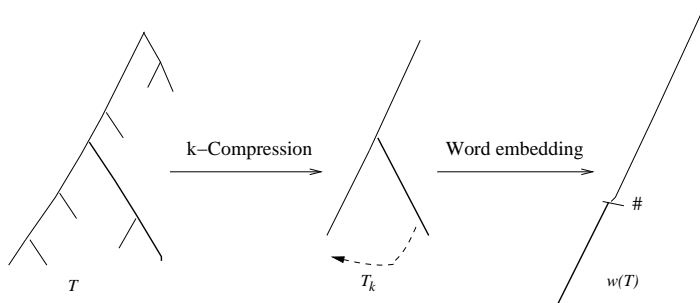 k−Compression
Word embedding
#
T
T_k
w(T)